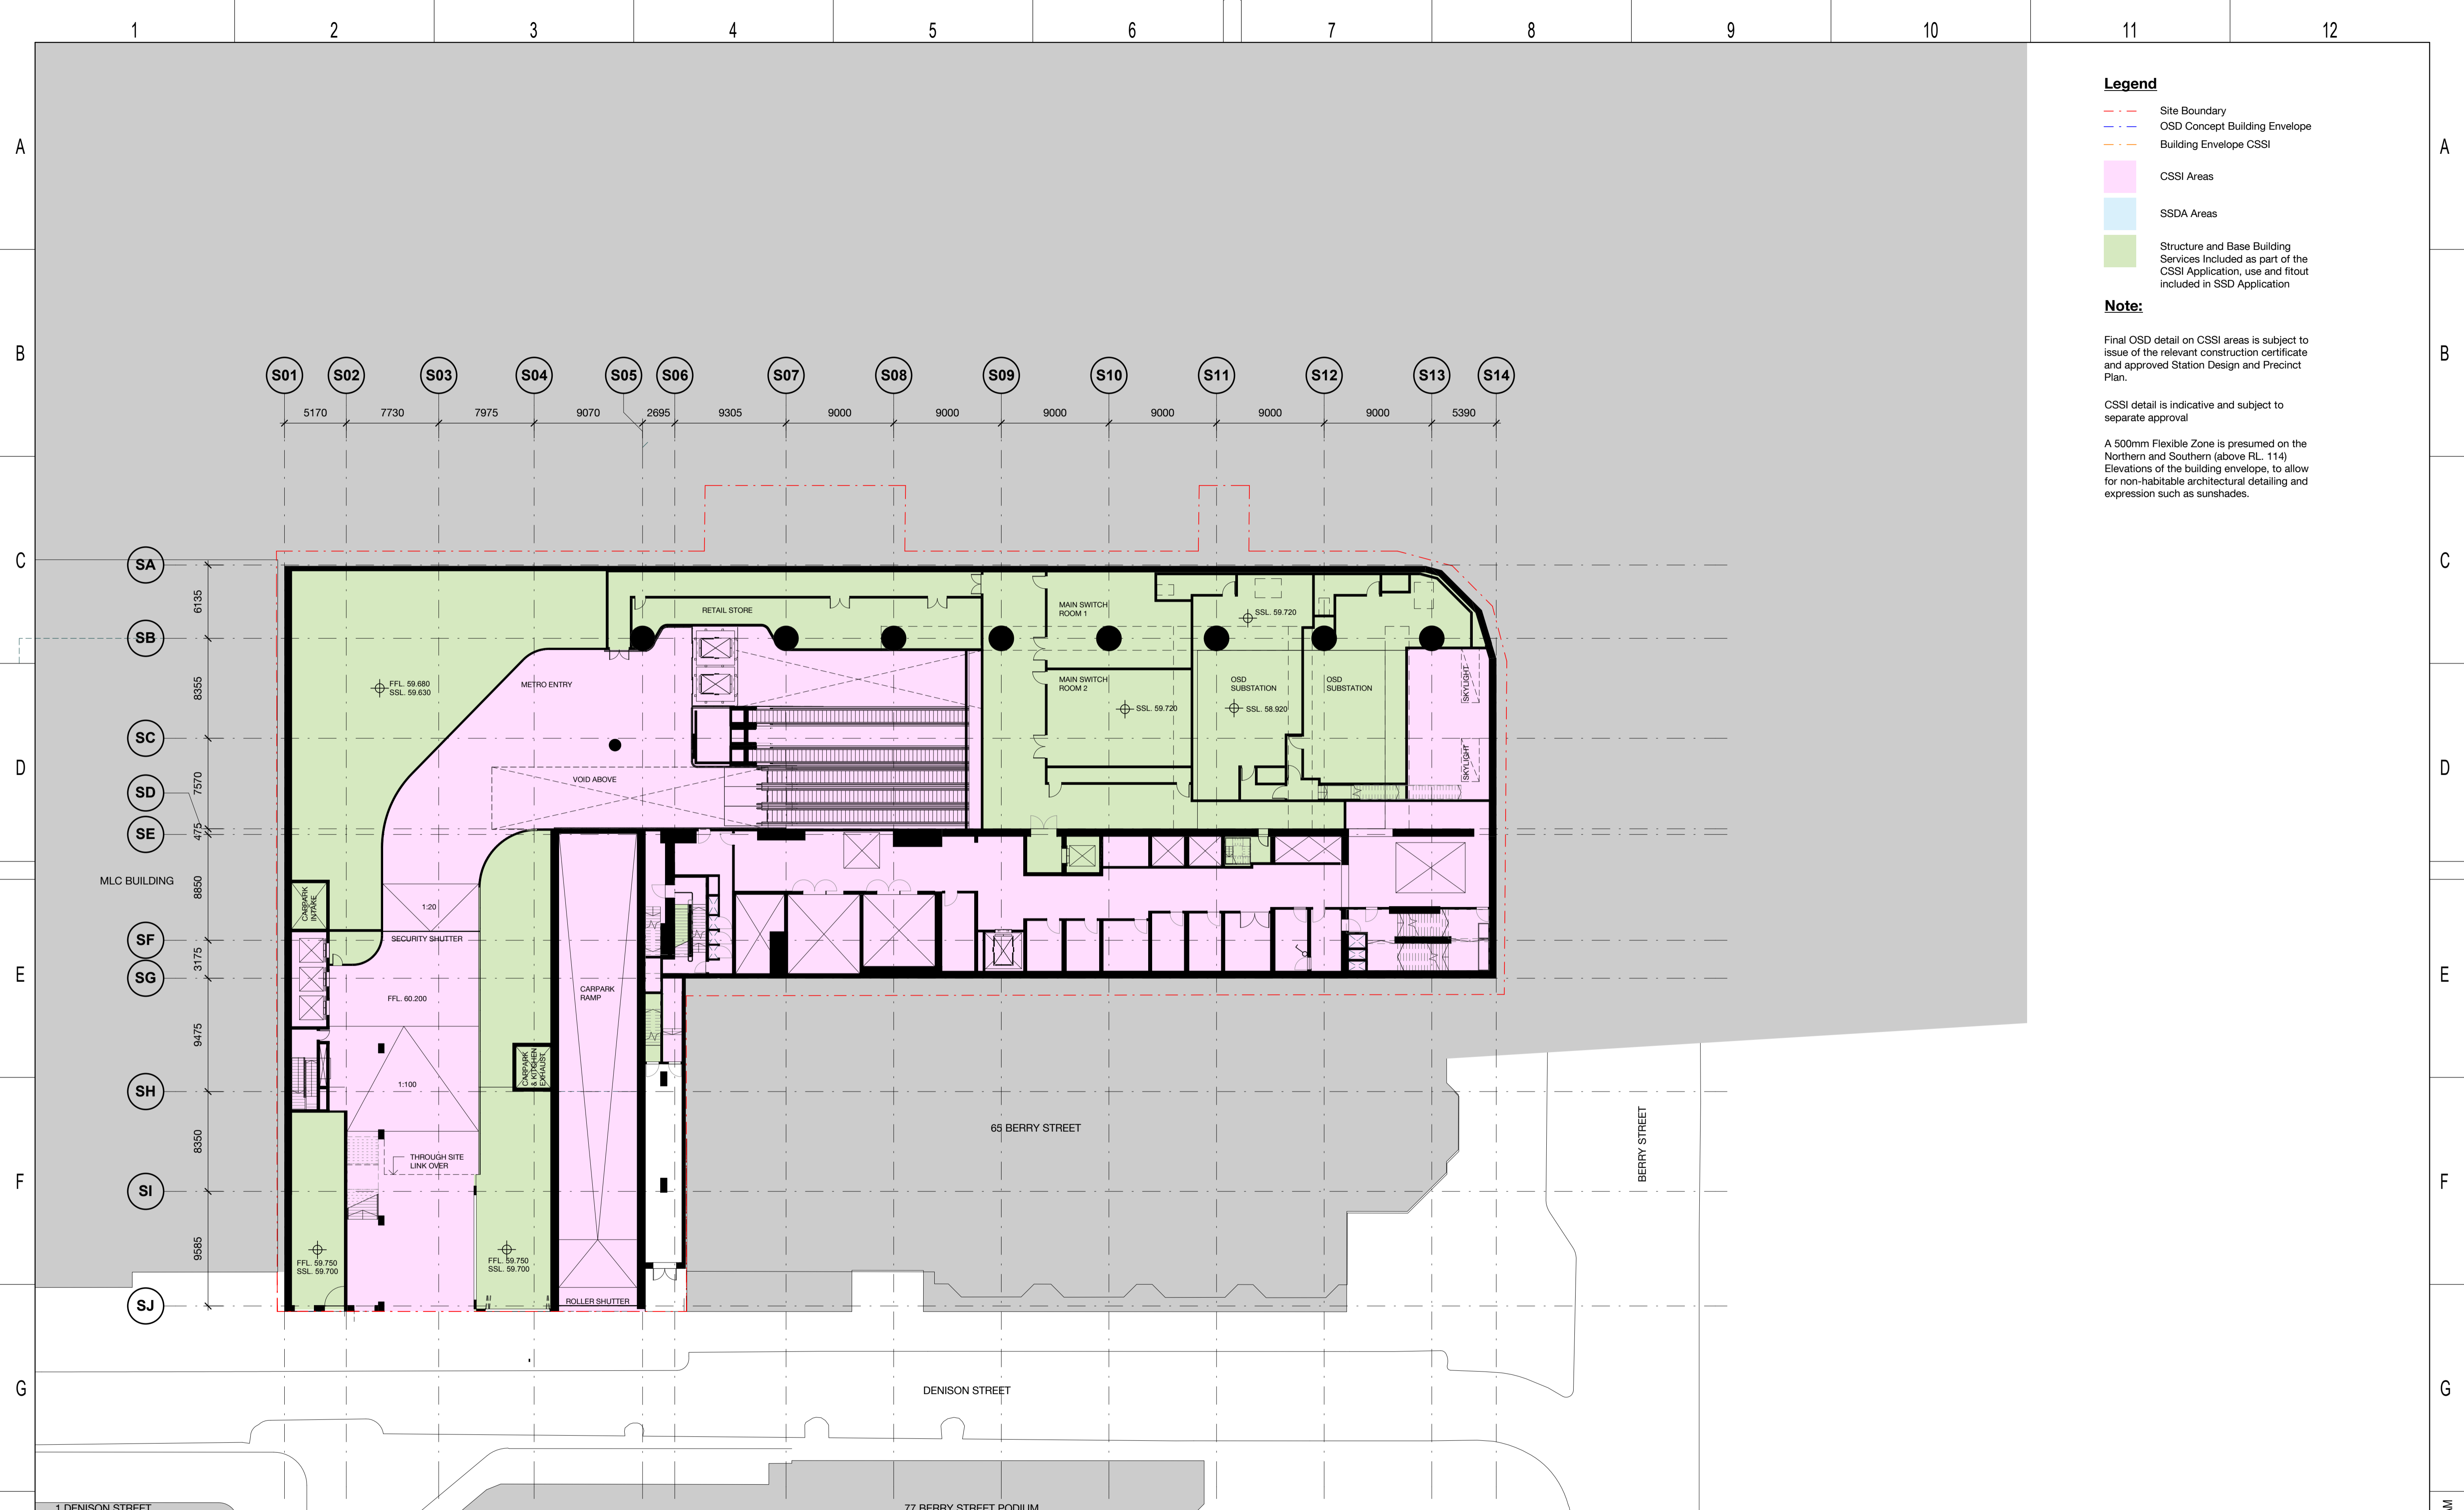 1 2 3 4 5 6 7 8 9 10 11 12
A A
B B
C C
D D
E E
F F
G G
Legend
Site Boundary
OSD Concept Building Envelope
Building Envelope CSSI
CSSI Areas
SSDA Areas
Structure and Base Building
Services Included as part of the
CSSI Application, use and fitout
included in SSD Application
Note:
Final OSD detail on CSSI areas is subject to
issue of the relevant construction certificate
and approved Station Design and Precinct
Plan.
CSSI detail is indicative and subject to
separate approval
A 500mm Flexible Zone is presumed on the
Northern and Southern (above RL. 114)
Elevations of the building envelope, to allow
for non-habitable architectural detailing and
expression such as sunshades.
S01 S02 S03 S04 S05 S06 S07 S08 S09 S10 S11 S12 S13 S14
5170 7730 7975 9070 2695 9305 9000 9000 9000 9000 9000 9000 5390
SA
6135
SB
8355
SC
7570
SD
475
SE
8850
SF
3175
SG
9475
SH
8350
SI
9585
SJ
MLC BUILDING
RETAIL STORE
MAIN SWITCH
ROOM 1
SSL. 59.720
FFL. 59.680
SSL. 59.630
METRO ENTRY
MAIN SWITCH
ROOM 2
SSL. 59.720
OSD
SUBSTATION
SSL. 58.920
OSD
SUBSTATION
SKYLIGHT
SKYLIGHT
VOID ABOVE
CARPARK
INTAKE
1:20
SECURITY SHUTTER
FFL. 60.200
CARPARK
RAMP
CARPARK
& KITCHEN
EXHAUST
1:100
THROUGH SITE
LINK OVER
FFL. 59.750
SSL. 59.700
FFL. 59.750
SSL. 59.700
ROLLER SHUTTER
65 BERRY STREET
BERRY STREET
DENISON STREET
1 DENISON STREET
77 BERRY STREET PODIUM